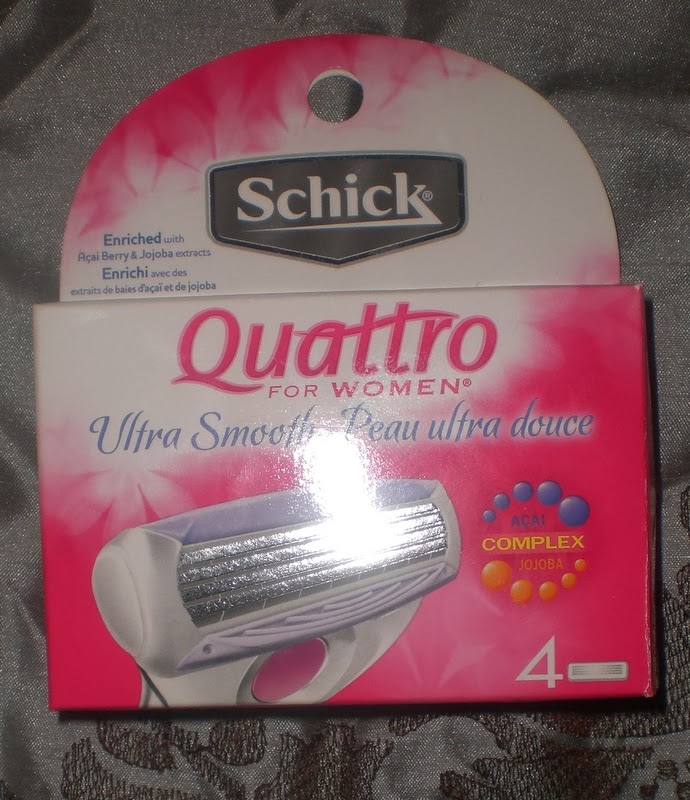 Schick®
Enriched with
Açai Berry & Jojoba extracts
Enrichi avec des
extraits de baies d'açaï et de jojoba
Quattro
FOR WOMEN®
Ultra Smooth Peau ultra douce
AÇAI
COMPLEX
JOJOBA
4